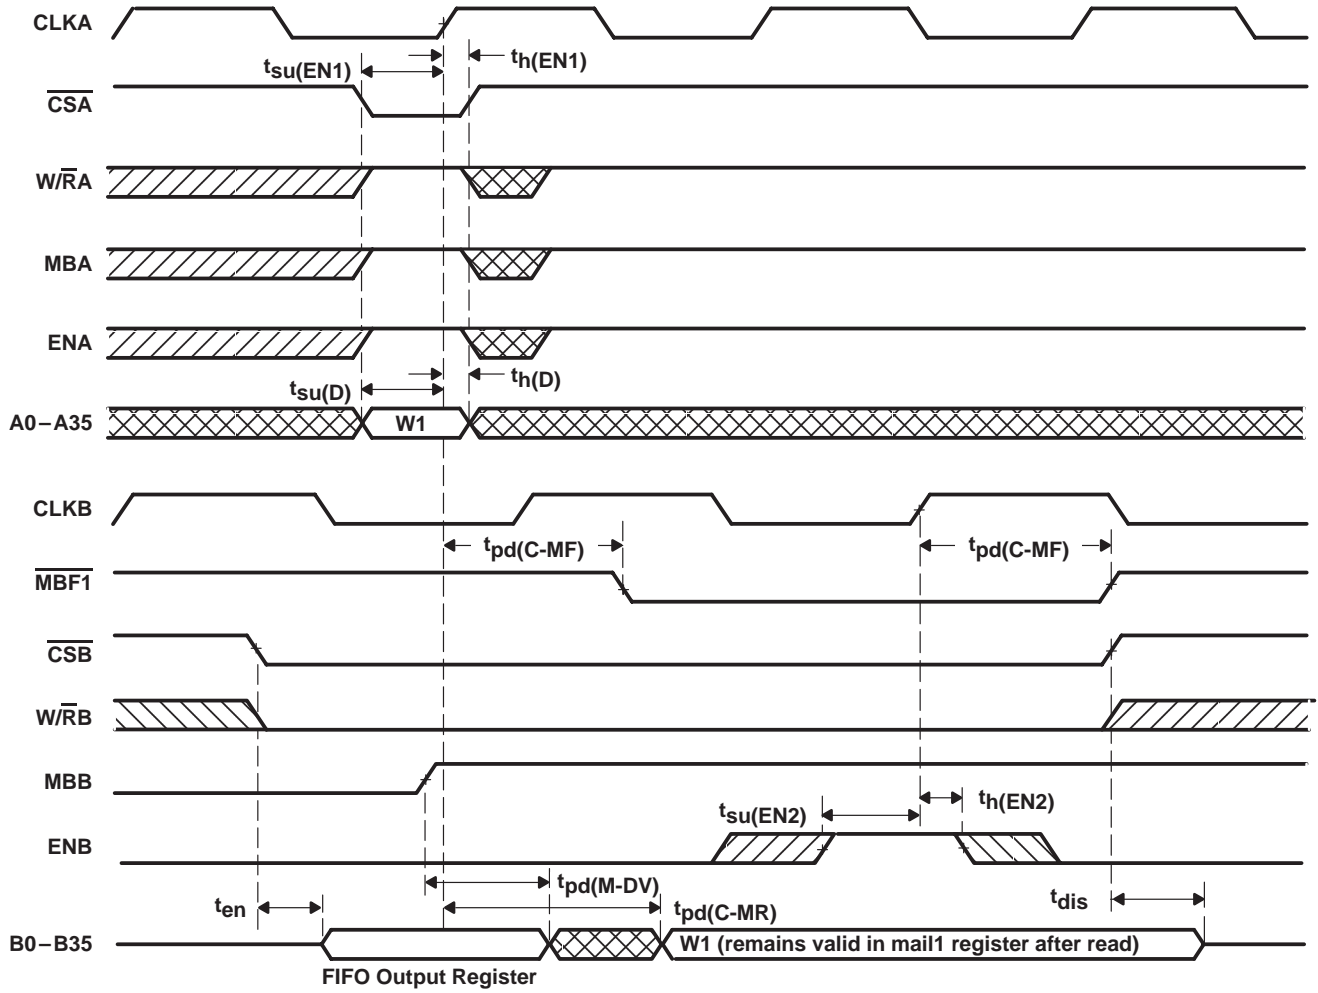 CLKA
tsu(EN1)
th(EN1)
CSA
W/RA
MBA
ENA
tsu(D)
th(D)
A0–A35
W1
CLKB
tpd(C-MF)
tpd(C-MF)
MBF1
CSB
W/RB
MBB
tsu(EN2)
th(EN2)
ENB
tpd(M-DV)
ten
tpd(C-MR)
tdis
B0–B35
W1 (remains valid in mail1 register after read)
FIFO Output Register